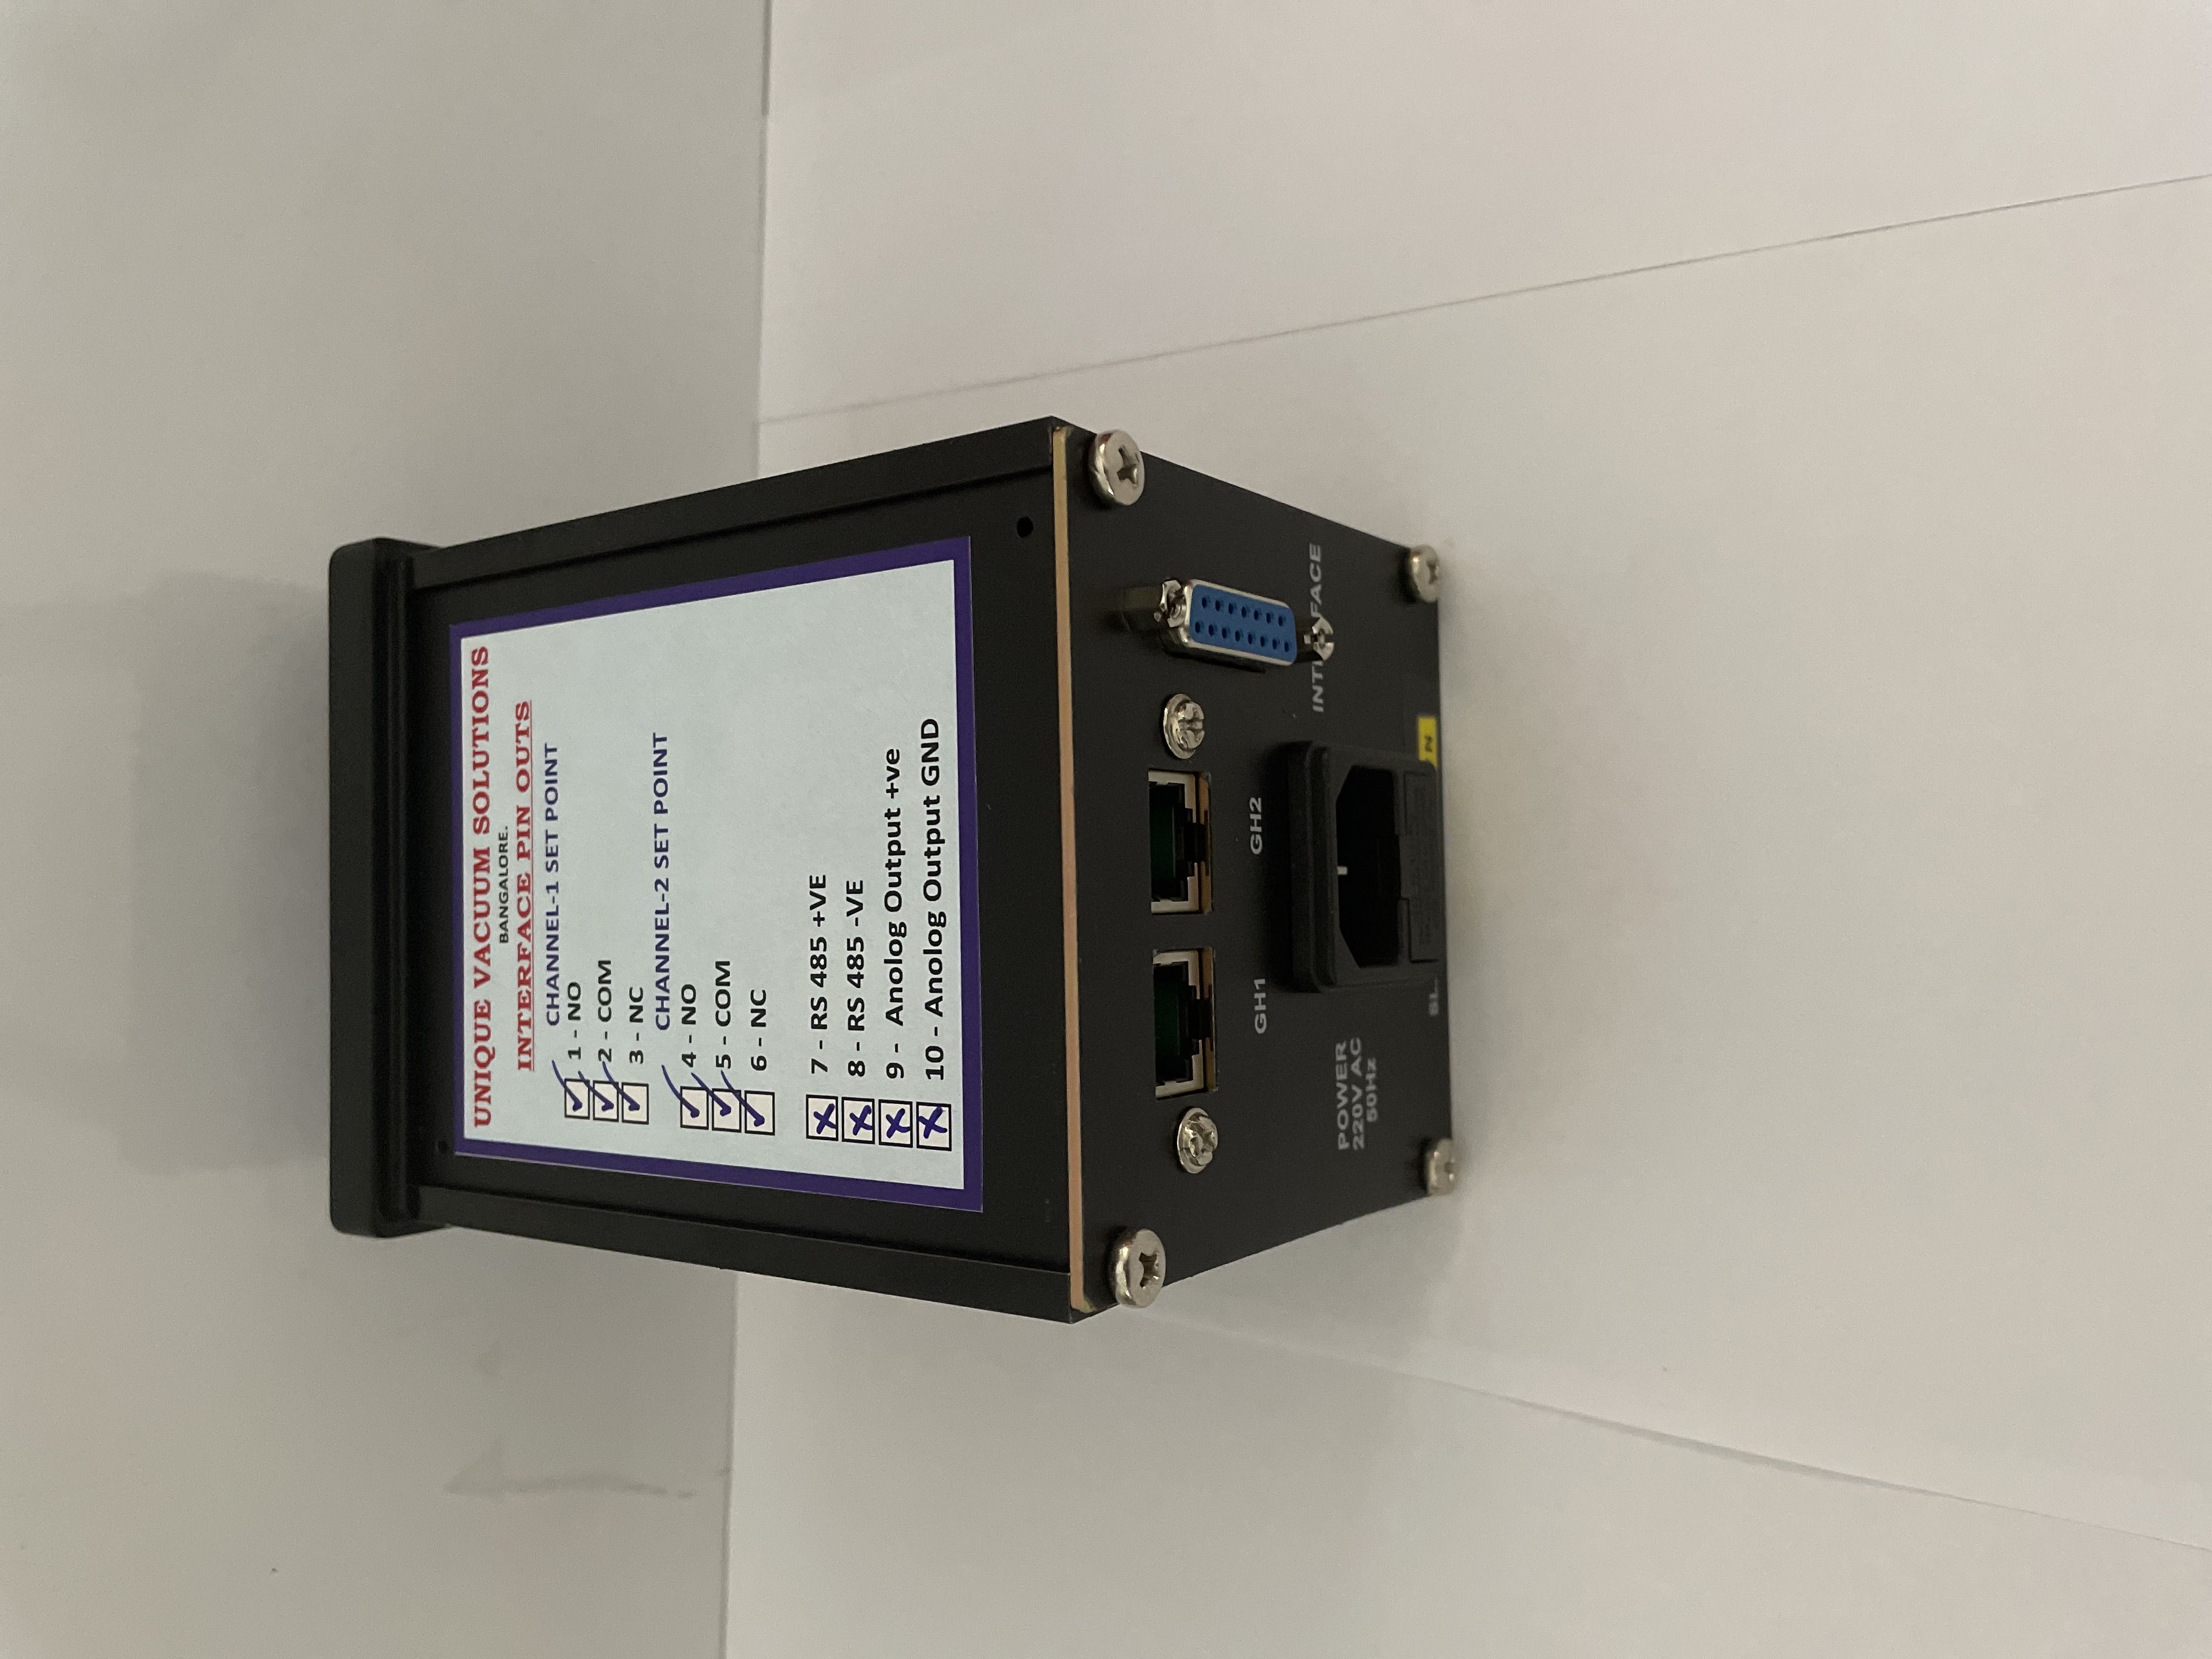 UNIQUE VACUUM SOLUTIONS
BANGALORE.
INTERFACE PIN OUTS
CHANNEL-1 SET POINT
1 - NO
2 - COM
3 - NC
CHANNEL-2 SET POINT
4 - NO
5 - COM
6 - NC
7 - RS 485 +VE
8 - RS 485 -VE
9 - Anolog Output +ve
10 - Anolog Output GND
GH1
GH2
POWER
220V AC
50Hz
SL.